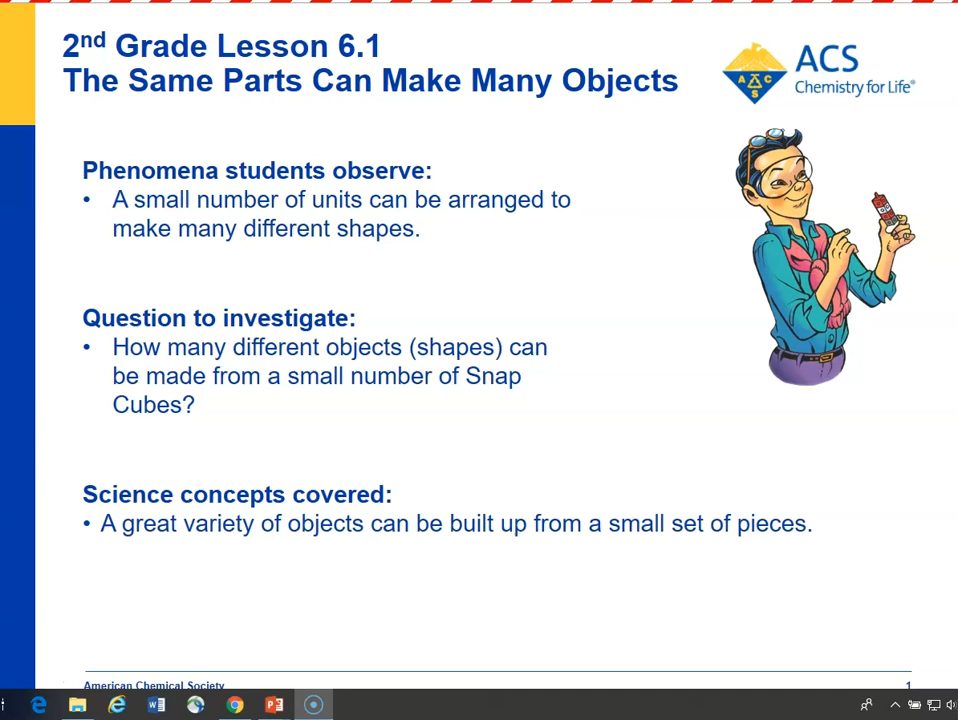 2nd Grade Lesson 6.1
The Same Parts Can Make Many Objects
ACS
Chemistry for Life®
A C S
Phenomena students observe:
• A small number of units can be arranged to
make many different shapes.
Question to investigate:
• How many different objects (shapes) can
be made from a small number of Snap
Cubes?
Science concepts covered:
• A great variety of objects can be built up from a small set of pieces.
American Chemical Society
1